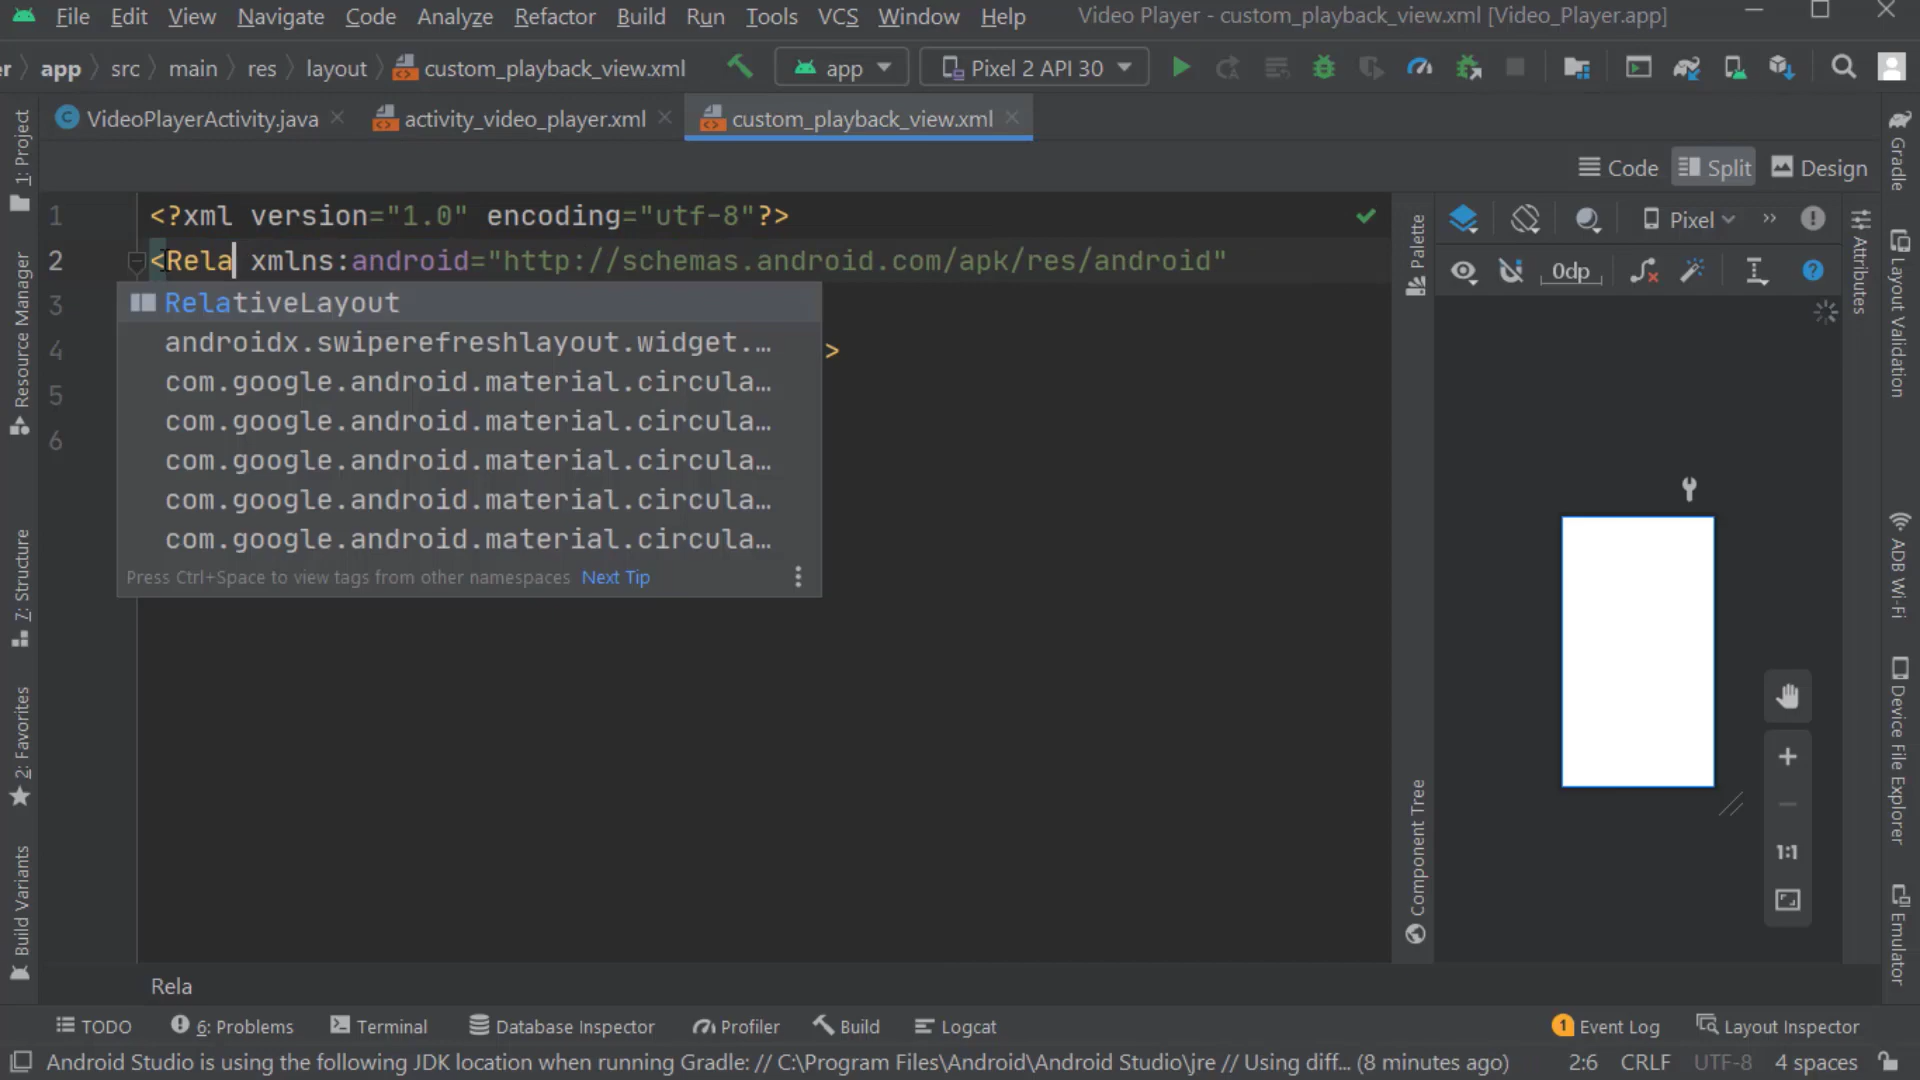 File Edit View Navigate Code Analyze Refactor Build Run Tools VCS Window Help Video Player - custom_playback_view.xml [Video_Player.app]
er app src main res layout custom_playback_view.xml app Pixel 2 API 30
VideoPlayerActivity.java activity_video_player.xml custom_playback_view.xml
Code Split Design
1 <?xml version="1.0" encoding="utf-8"?>
2 <Rela xmlns:android="http://schemas.android.com/apk/res/android"
3
4 >
5
6
RelativeLayout
androidx.swiperefreshlayout.widget.…
com.google.android.material.circula…
com.google.android.material.circula…
com.google.android.material.circula…
com.google.android.material.circula…
com.google.android.material.circula…
Press Ctrl+Space to view tags from other namespaces Next Tip
Pixel
0dp
1:1
1: Project
Resource Manager
7: Structure
2: Favorites
Build Variants
Palette
Component Tree
Attributes
Gradle
Layout Validation
ADB Wi-Fi
Device File Explorer
Emulator
Rela
TODO 6: Problems Terminal Database Inspector Profiler Build Logcat 1 Event Log Layout Inspector
Android Studio is using the following JDK location when running Gradle: // C:\Program Files\Android\Android Studio\jre // Using diff... (8 minutes ago) 2:6 CRLF UTF-8 4 spaces